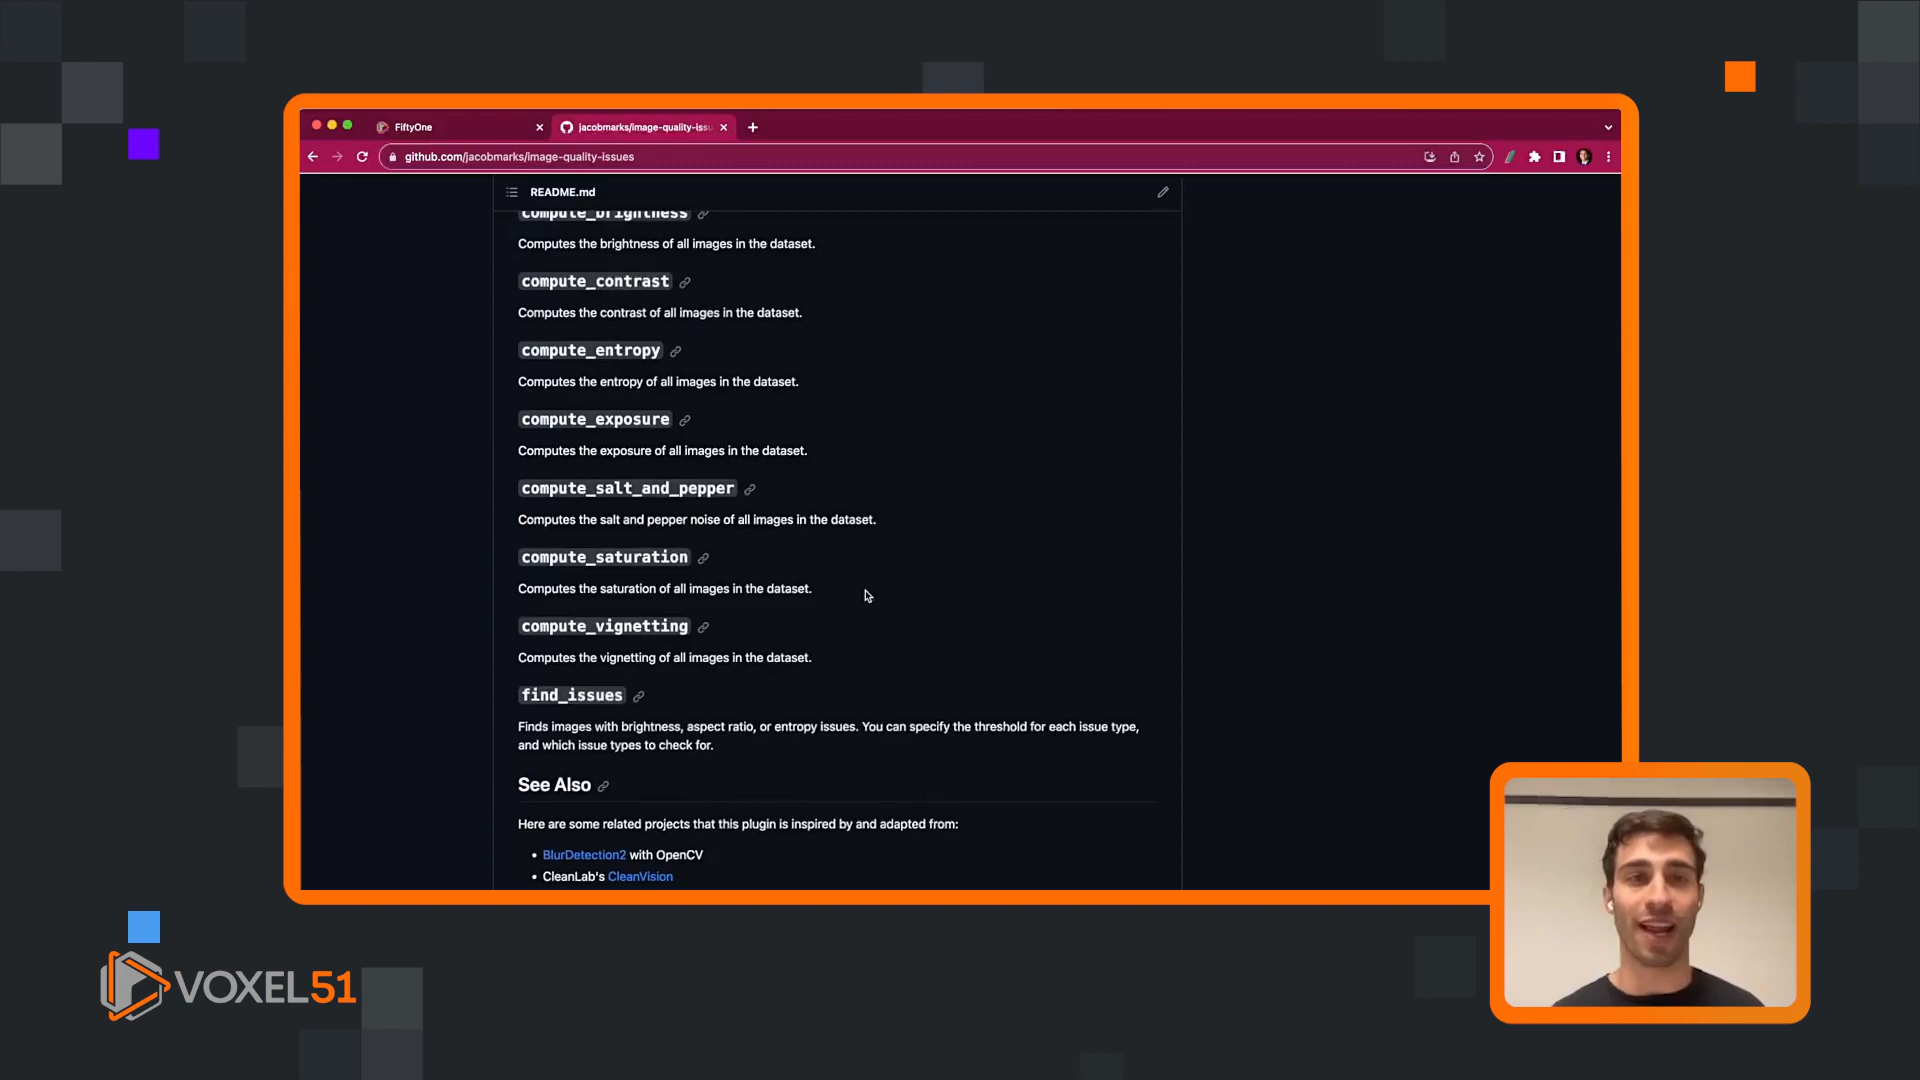 FiftyOne
jacobmarks/image-quality-issu
github.com/jacobmarks/image-quality-issues
README.md
compute_brightness
Computes the brightness of all images in the dataset.
compute_contrast
Computes the contrast of all images in the dataset.
compute_entropy
Computes the entropy of all images in the dataset.
compute_exposure
Computes the exposure of all images in the dataset.
compute_salt_and_pepper
Computes the salt and pepper noise of all images in the dataset.
compute_saturation
Computes the saturation of all images in the dataset.
compute_vignetting
Computes the vignetting of all images in the dataset.
find_issues
Finds images with brightness, aspect ratio, or entropy issues. You can specify the threshold for each issue type,
and which issue types to check for.
See Also
Here are some related projects that this plugin is inspired by and adapted from:
• BlurDetection2 with OpenCV
• CleanLab's CleanVision
VOXEL51